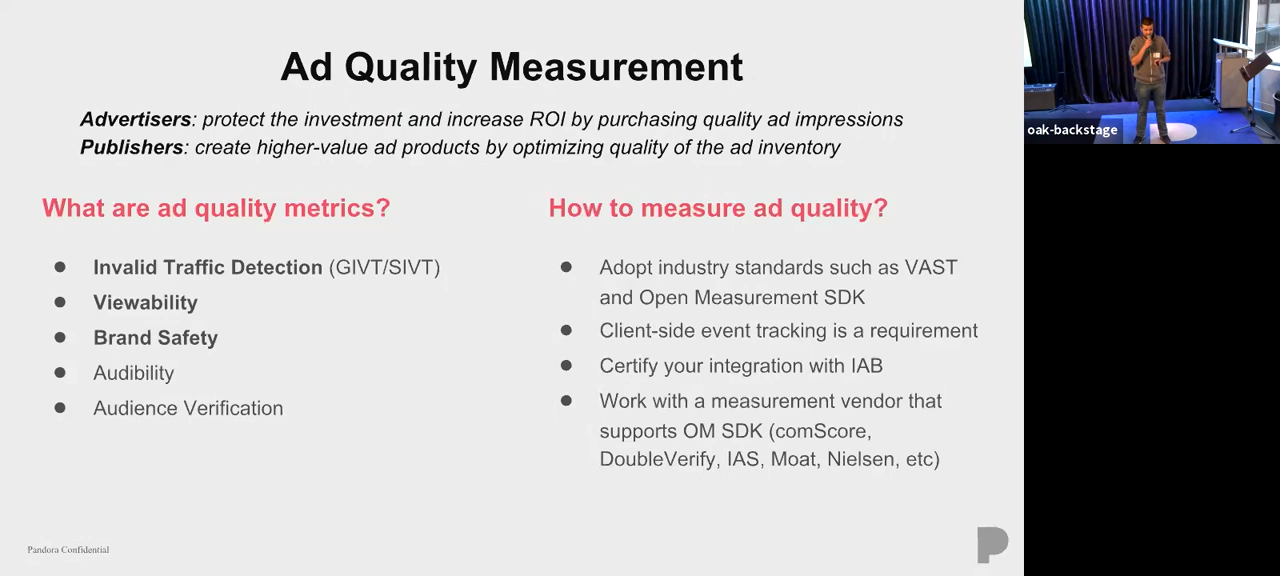 Ad Quality Measurement
Advertisers: protect the investment and increase ROI by purchasing quality ad impressions
Publishers: create higher-value ad products by optimizing quality of the ad inventory
What are ad quality metrics?
● Invalid Traffic Detection (GIVT/SIVT)
● Viewability
● Brand Safety
● Audibility
● Audience Verification
How to measure ad quality?
● Adopt industry standards such as VAST
and Open Measurement SDK
● Client-side event tracking is a requirement
● Certify your integration with IAB
● Work with a measurement vendor that
supports OM SDK (comScore,
DoubleVerify, IAS, Moat, Nielsen, etc)
Pandora Confidential
P
oak-backstage